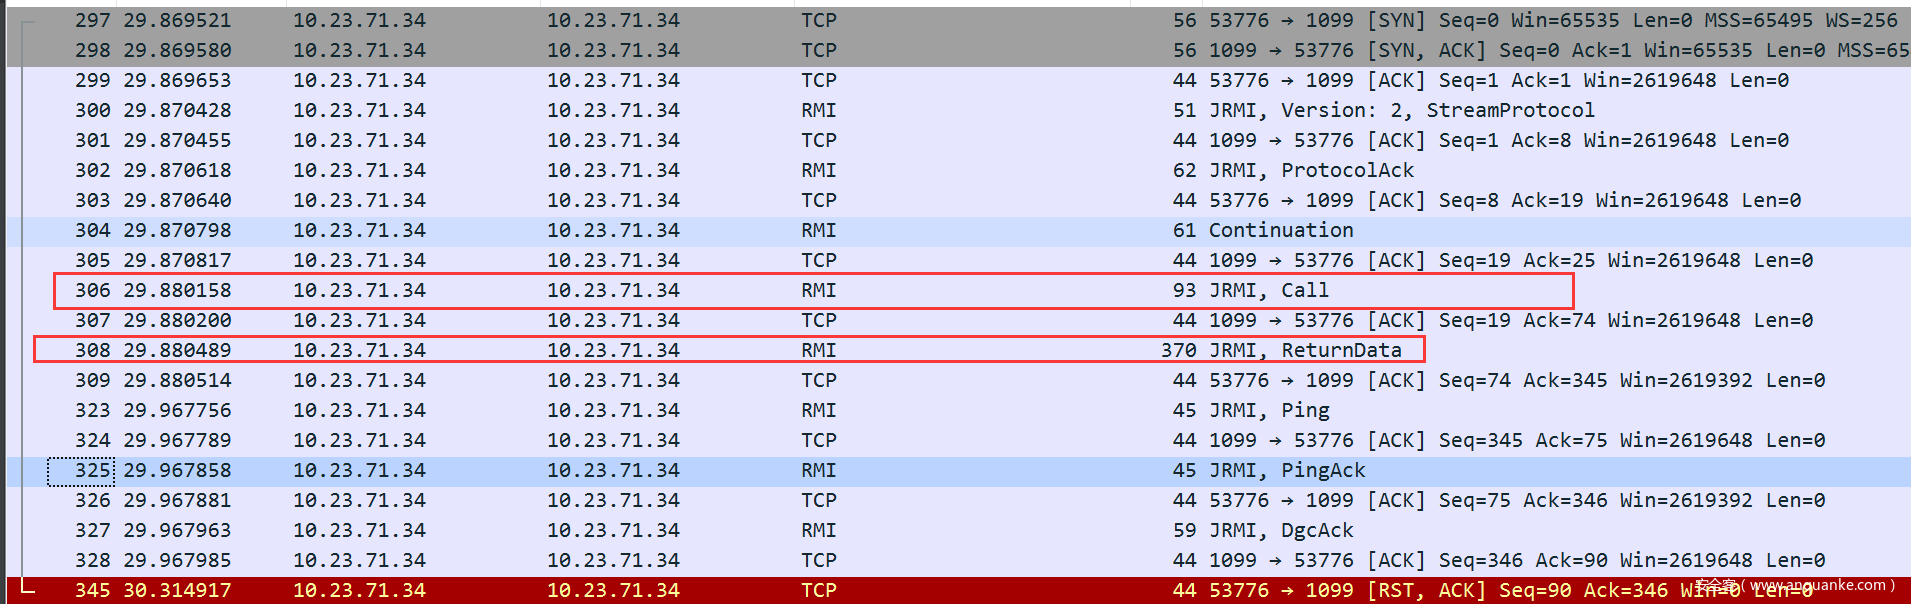 297 29.869521 10.23.71.34 10.23.71.34 TCP 56 53776 → 1099 [SYN] Seq=0 Win=65535 Len=0 MSS=65495 WS=256
298 29.869580 10.23.71.34 10.23.71.34 TCP 56 1099 → 53776 [SYN, ACK] Seq=0 Ack=1 Win=65535 Len=0 MSS=65
299 29.869653 10.23.71.34 10.23.71.34 TCP 44 53776 → 1099 [ACK] Seq=1 Ack=1 Win=2619648 Len=0
300 29.870428 10.23.71.34 10.23.71.34 RMI 51 JRMI, Version: 2, StreamProtocol
301 29.870455 10.23.71.34 10.23.71.34 TCP 44 1099 → 53776 [ACK] Seq=1 Ack=8 Win=2619648 Len=0
302 29.870618 10.23.71.34 10.23.71.34 RMI 62 JRMI, ProtocolAck
303 29.870640 10.23.71.34 10.23.71.34 TCP 44 53776 → 1099 [ACK] Seq=8 Ack=19 Win=2619648 Len=0
304 29.870798 10.23.71.34 10.23.71.34 RMI 61 Continuation
305 29.870817 10.23.71.34 10.23.71.34 TCP 44 1099 → 53776 [ACK] Seq=19 Ack=25 Win=2619648 Len=0
306 29.880158 10.23.71.34 10.23.71.34 RMI 93 JRMI, Call
307 29.880200 10.23.71.34 10.23.71.34 TCP 44 1099 → 53776 [ACK] Seq=19 Ack=74 Win=2619648 Len=0
308 29.880489 10.23.71.34 10.23.71.34 RMI 370 JRMI, ReturnData
309 29.880514 10.23.71.34 10.23.71.34 TCP 44 53776 → 1099 [ACK] Seq=74 Ack=345 Win=2619392 Len=0
323 29.967756 10.23.71.34 10.23.71.34 RMI 45 JRMI, Ping
324 29.967789 10.23.71.34 10.23.71.34 TCP 44 1099 → 53776 [ACK] Seq=345 Ack=75 Win=2619648 Len=0
325 29.967858 10.23.71.34 10.23.71.34 RMI 45 JRMI, PingAck
326 29.967881 10.23.71.34 10.23.71.34 TCP 44 53776 → 1099 [ACK] Seq=75 Ack=346 Win=2619392 Len=0
327 29.967963 10.23.71.34 10.23.71.34 RMI 59 JRMI, DgcAck
328 29.967985 10.23.71.34 10.23.71.34 TCP 44 1099 → 53776 [ACK] Seq=346 Ack=90 Win=2619648 Len=0
345 30.314917 10.23.71.34 10.23.71.34 TCP 44 53776 → 1099 [RST, ACK] Seq=90 Ack=346 Win=0 Len=0
安全客（www.anquanke.com）